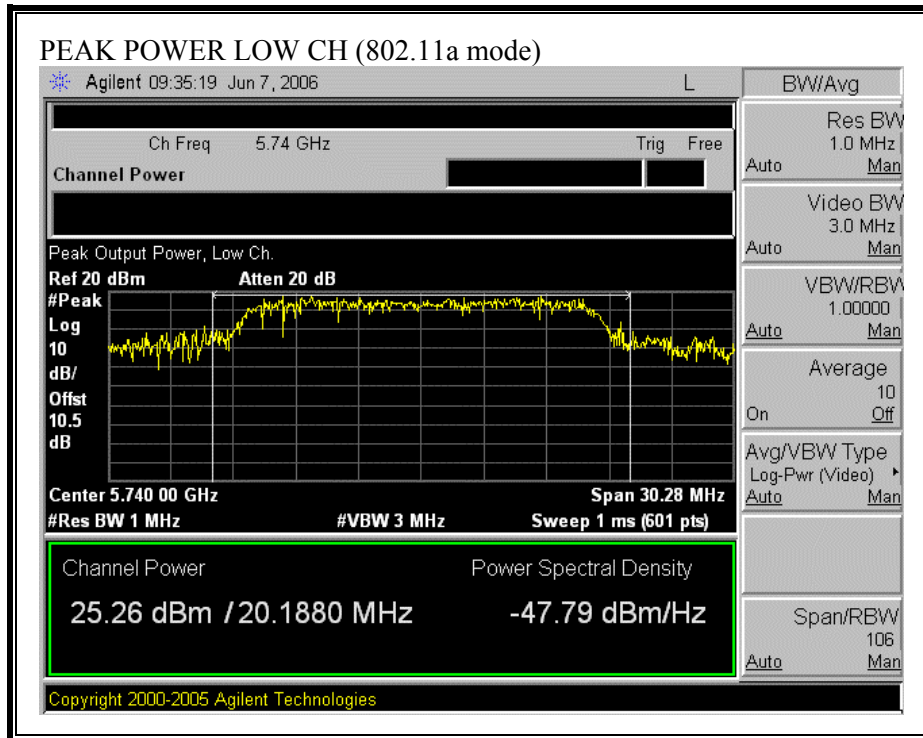 PEAK POWER LOW CH (802.11a mode)
Agilent 09:35:19 Jun 7, 2006 L
BW/Avg
Ch Freq 5.74 GHz Trig Free
Channel Power
Peak Output Power, Low Ch.
Ref 20 dBm Atten 20 dB
#Peak
Log
10
dB/
Offst
10.5
dB
Center 5.740 00 GHz Span 30.28 MHz
#Res BW 1 MHz #VBW 3 MHz Sweep 1 ms (601 pts)
Channel Power Power Spectral Density
25.26 dBm / 20.1880 MHz -47.79 dBm/Hz
Copyright 2000-2005 Agilent Technologies
Res BW
1.0 MHz
Auto Man
Video BW
3.0 MHz
Auto Man
VBW/RBW
1.00000
Auto Man
Average
10
On Off
Avg/VBW Type
Log-Pwr (Video)
Auto Man
Span/RBW
106
Auto Man